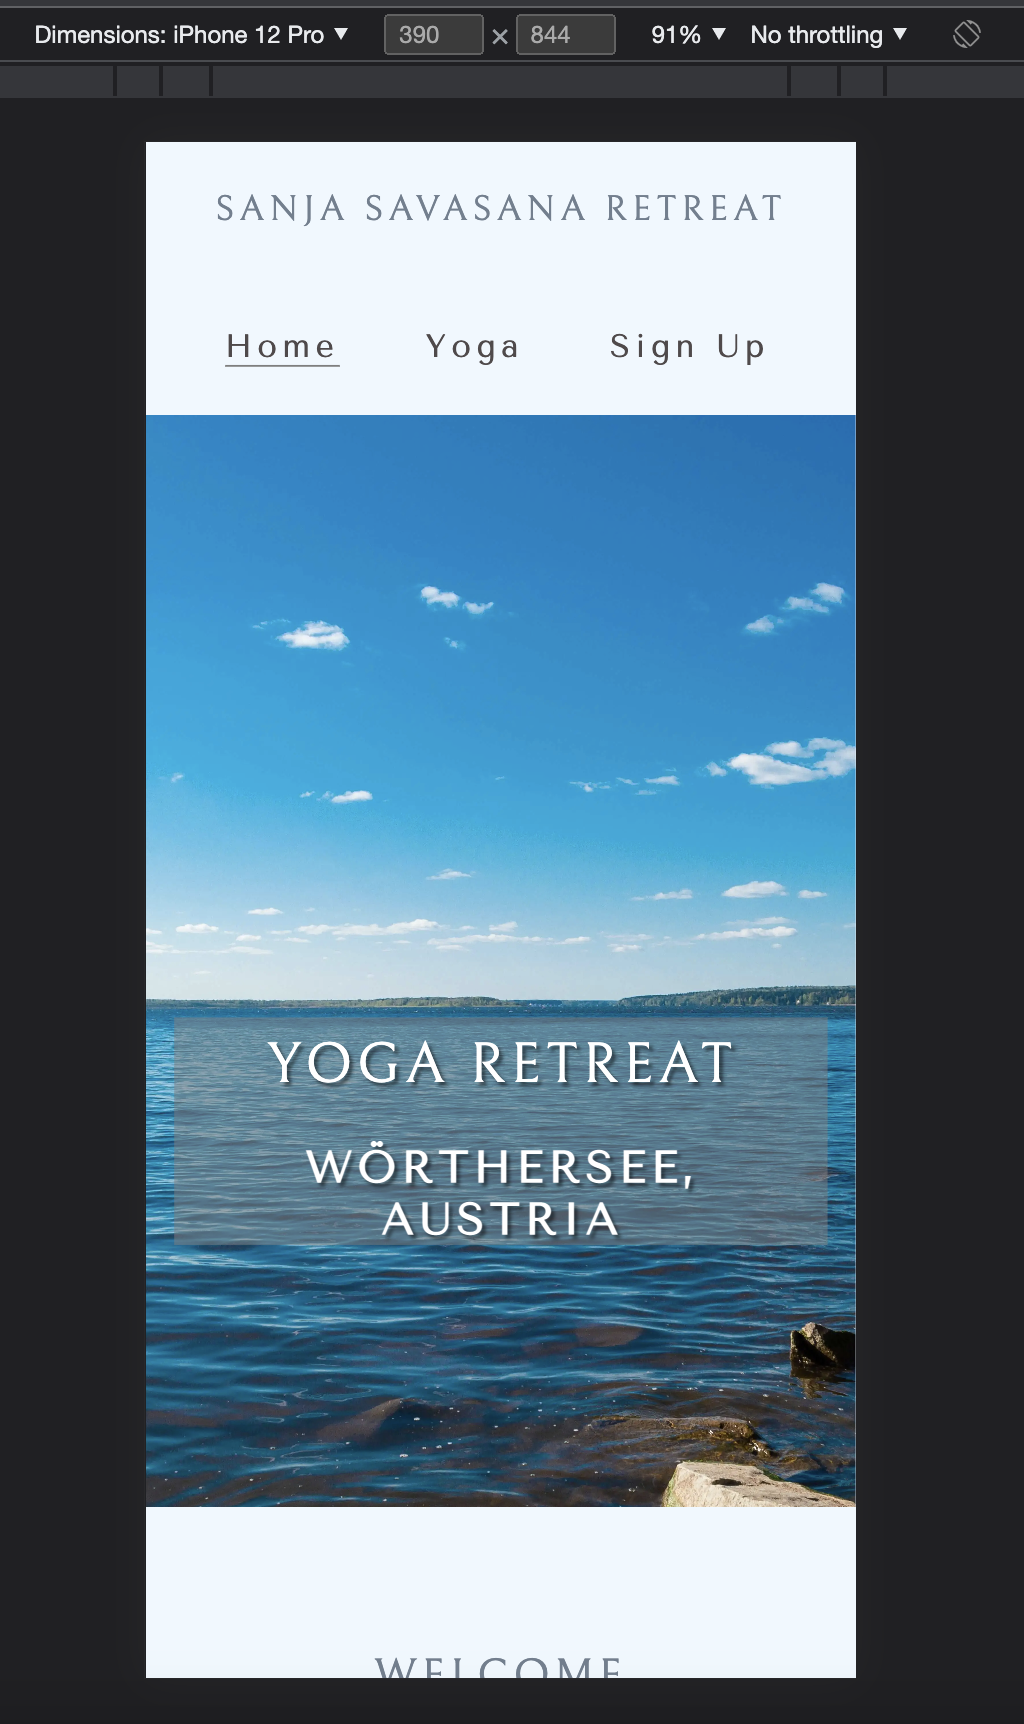 Dimensions: iPhone 12 Pro ▼ 390 × 844 91% ▼ No throttling ▼
SANJA SAVASANA RETREAT
Home Yoga Sign Up
YOGA RETREAT
WÖRTHERSEE,
AUSTRIA
WELCOME